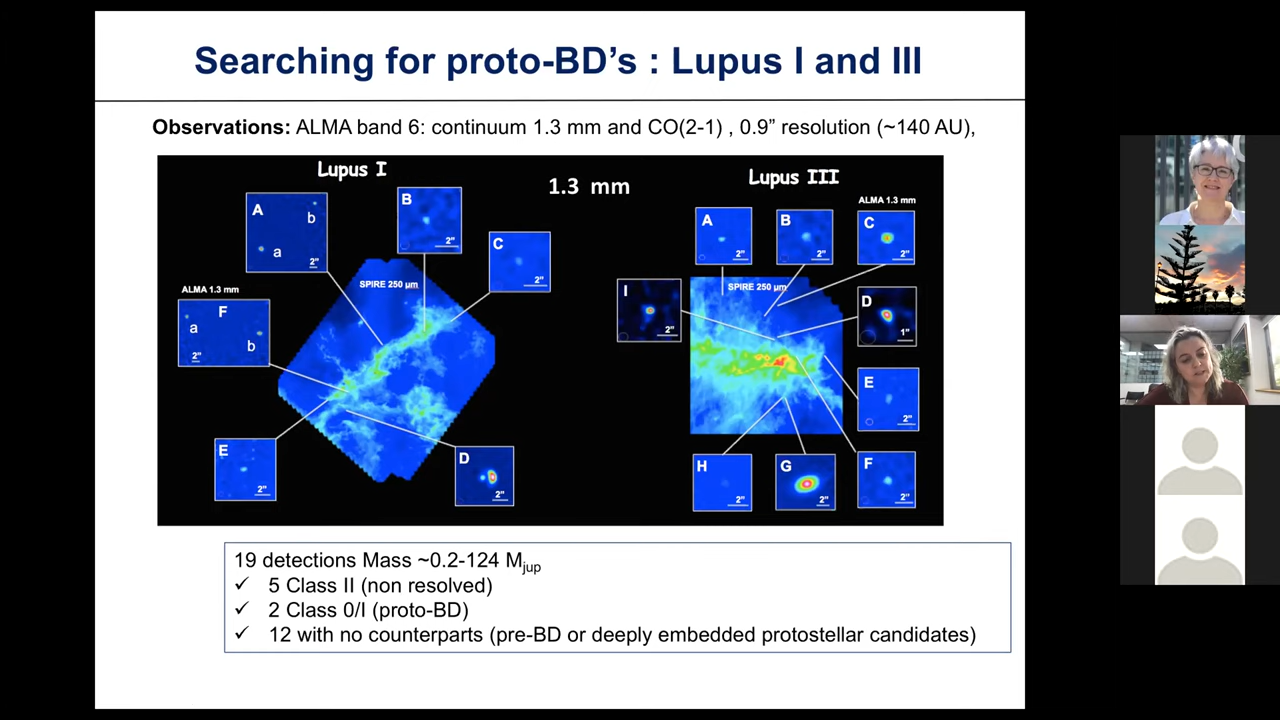 Searching for proto-BD's : Lupus I and III
Observations: ALMA band 6: continuum 1.3 mm and CO(2-1) , 0.9” resolution (~140 AU),
Lupus I
1.3 mm
Lupus III
A
b
a
2”
B
2”
C
2”
SPIRE 250 μm
ALMA 1.3 mm
F
a
b
2”
E
2”
D
2”
ALMA 1.3 mm
A
2”
B
2”
C
2”
SPIRE 250 μm
I
2”
D
1”
E
2”
H
2”
G
2”
F
2”
19 detections Mass ~0.2-124 Mjup
✓ 5 Class II (non resolved)
✓ 2 Class 0/I (proto-BD)
✓ 12 with no counterparts (pre-BD or deeply embedded protostellar candidates)